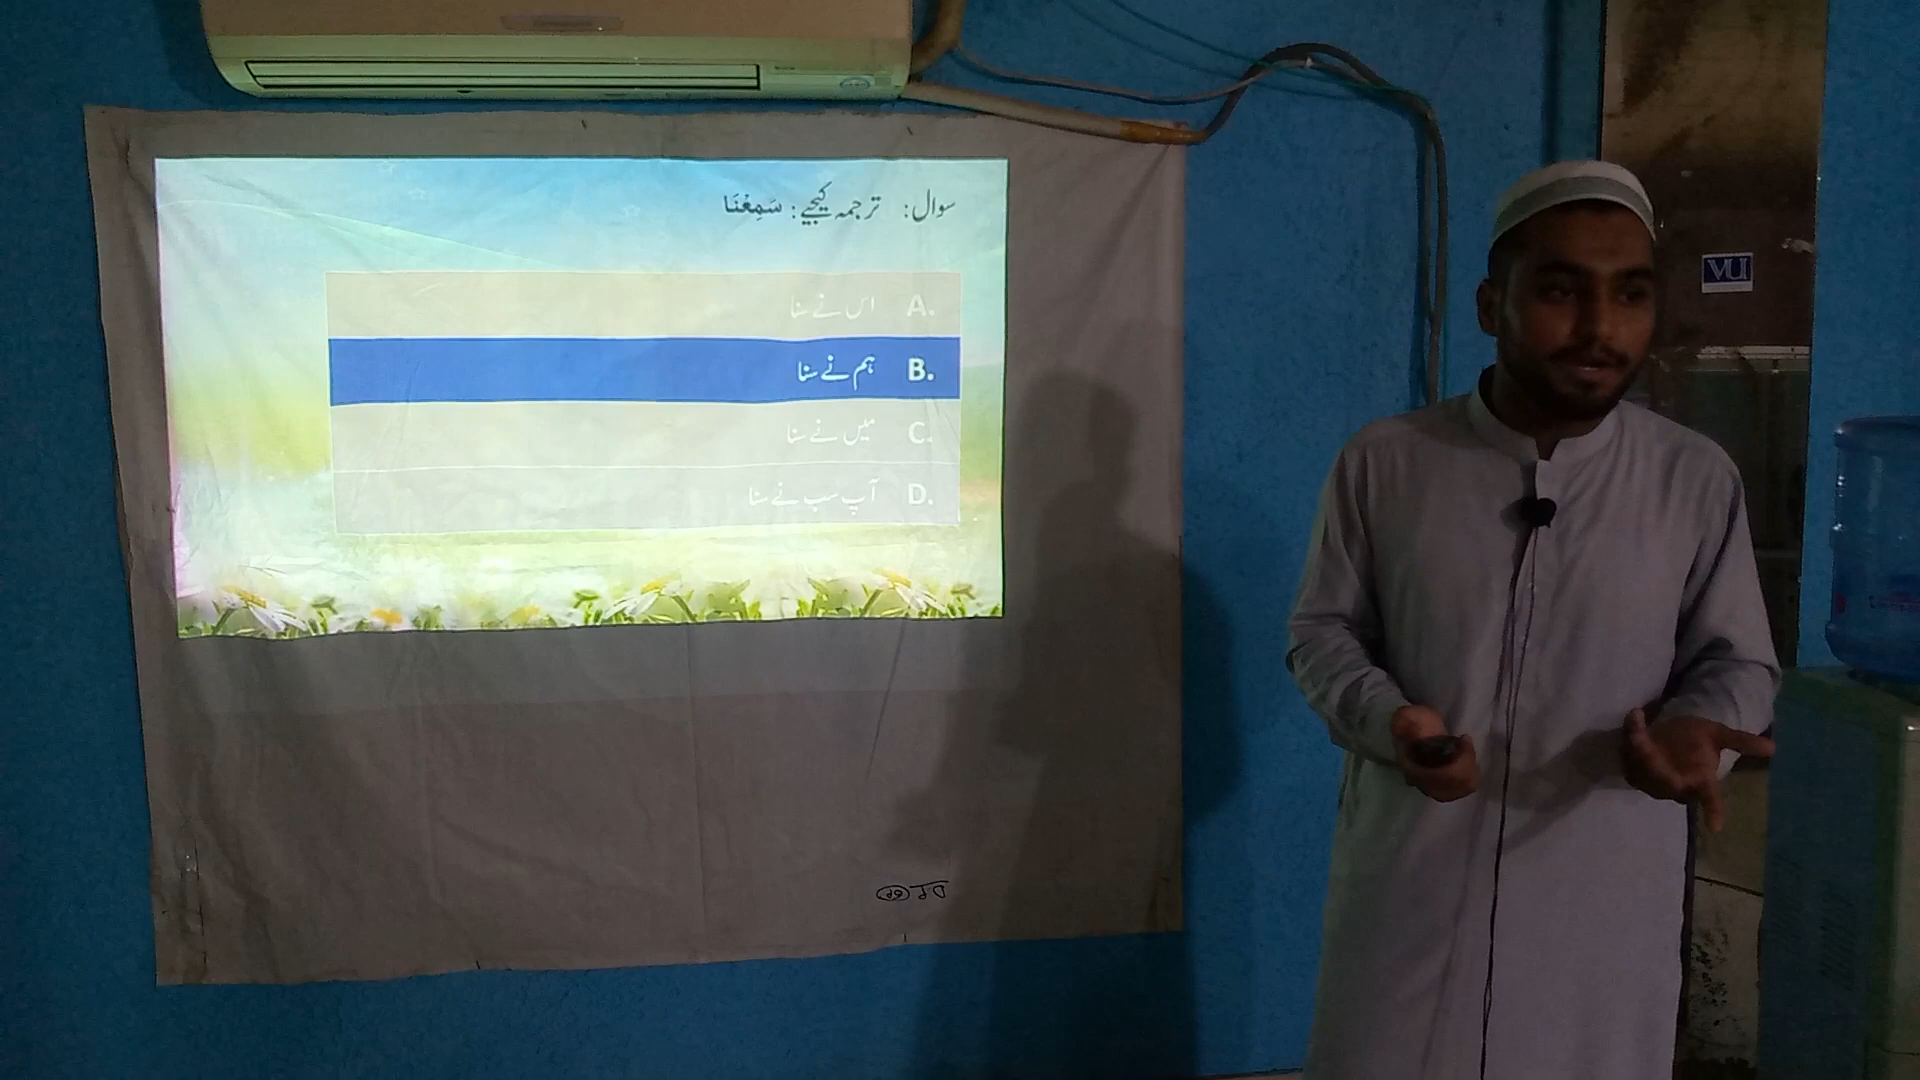 سوال: ترجمہ کیجیے: سَمِعْنَا
A. اس نے سنا
B. ہم نے سنا
C. میں نے سنا
D. آپ سب نے سنا
VU